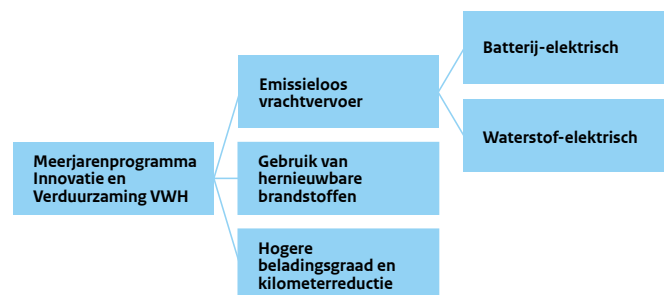 Meerjarenprogramma
Innovatie en
Verduurzaming VWH
Emissieloos
vrachtvervoer
Batterij-elektrisch
Waterstof-elektrisch
Gebruik van
hernieuwbare
brandstoffen
Hogere
beladingsgraad en
kilometerreductie